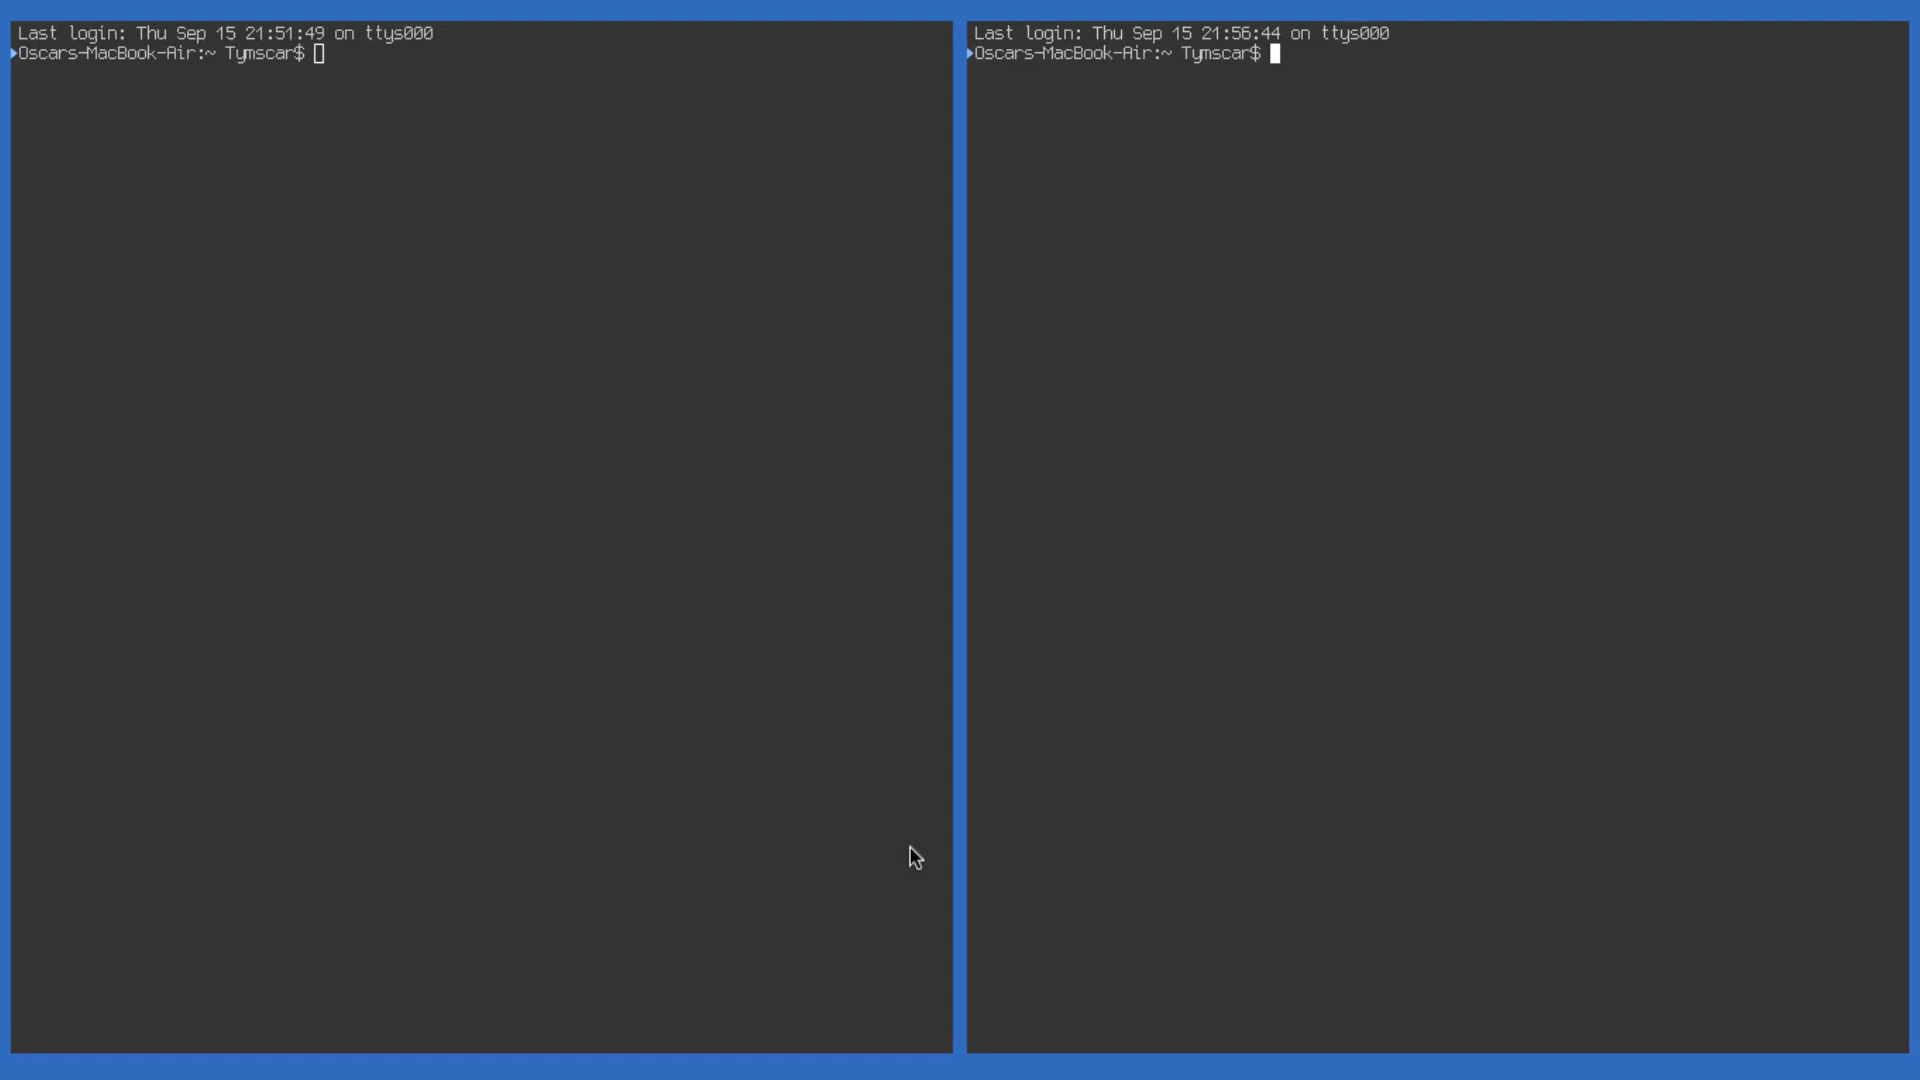 Last login: Thu Sep 15 21:51:49 on ttys000
Oscars-MacBook-Air:~ Tymscar$
Last login: Thu Sep 15 21:56:44 on ttys000
Oscars-MacBook-Air:~ Tymscar$